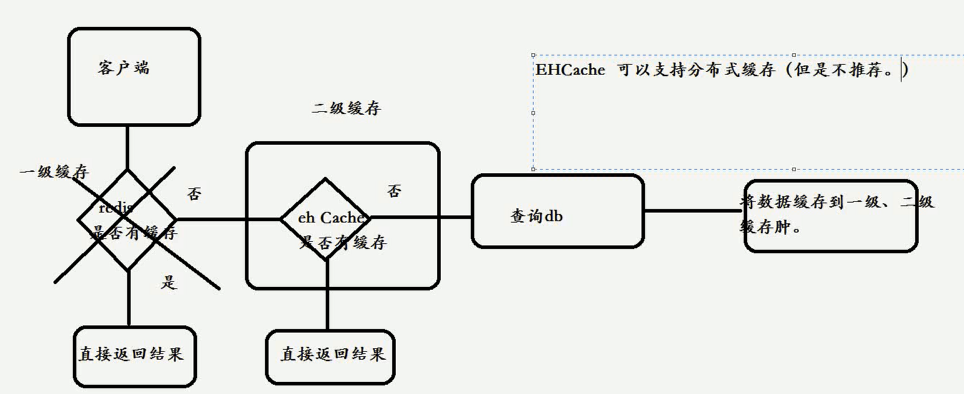 客户端
EHCache 可以支持分布式缓存（但是不推荐。）
二级缓存
一级缓存
redis
是否有缓存
否
eh Cache
是否有缓存
否
查询db
将数据缓存到一级、二级
缓存肿。
是
直接返回结果
直接返回结果